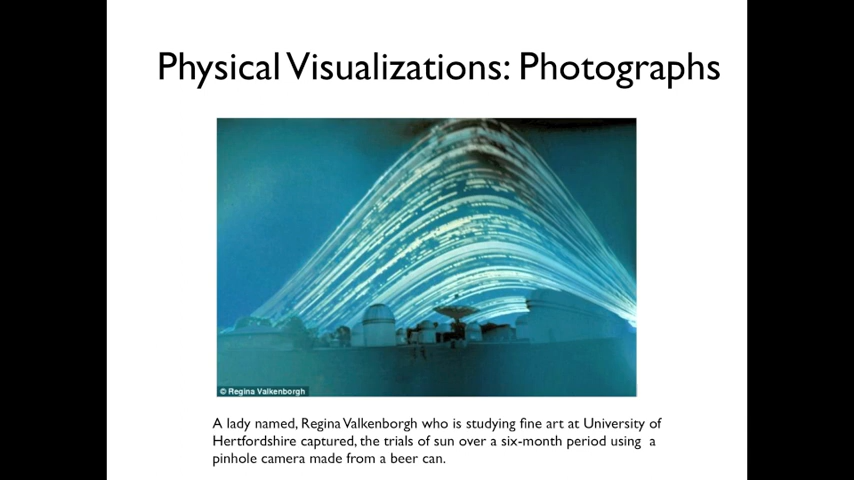 Physical Visualizations: Photographs
© Regina Valkenborgh
A lady named, Regina Valkenborgh who is studying fine art at University of
Hertfordshire captured, the trials of sun over a six-month period using a
pinhole camera made from a beer can.